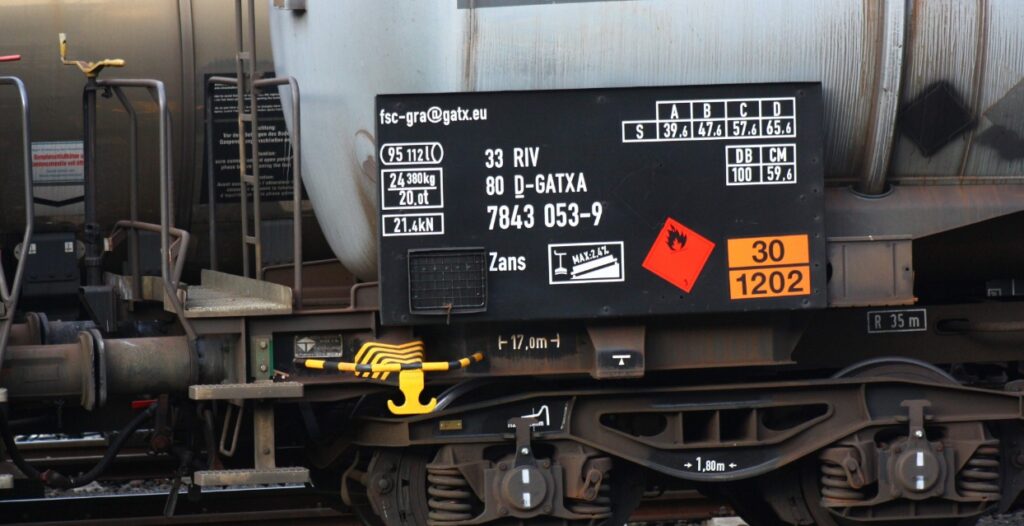 fsc-gra@gatx.eu
A B C D
S 39.6 47.6 57.6 65.6
95 112l
33 RIV
DB CM
100 59.6
24 380kg
20,0t
80 D-GATXA
21.4kN
7843 053-9
Zans
MAX:2.4%
30
1202
R 35 m
17,0m
1,80m